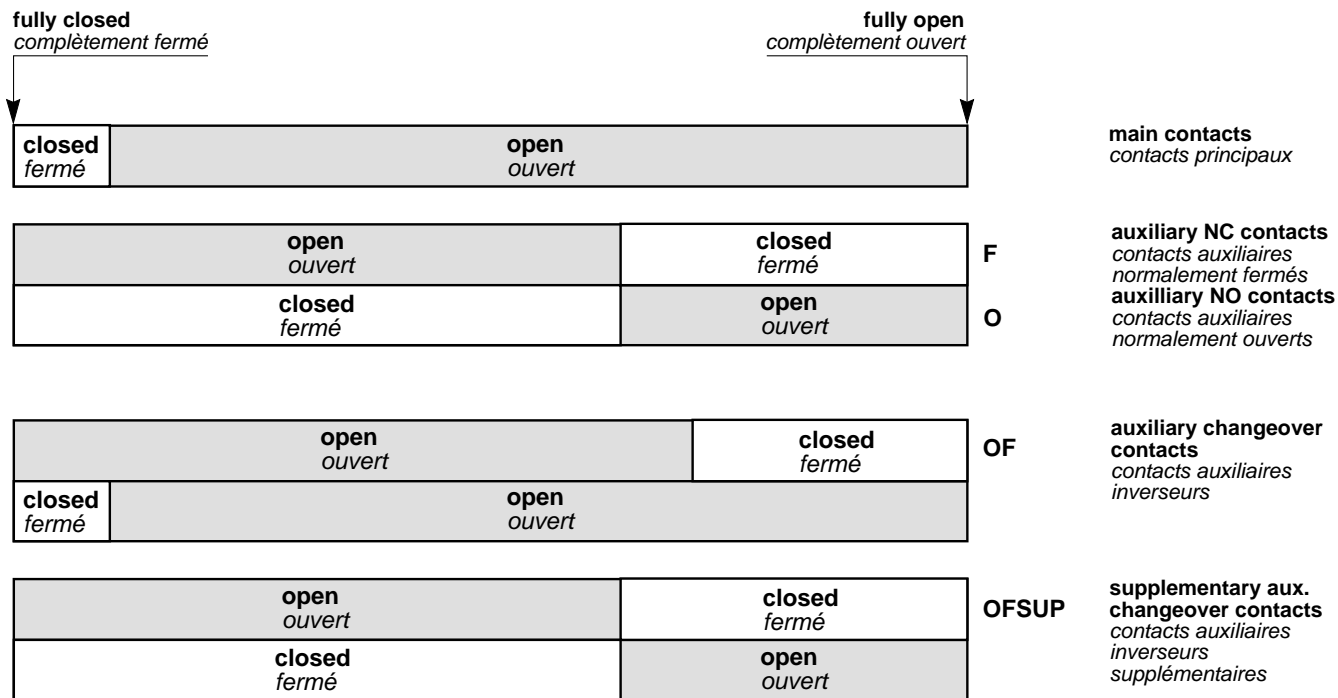 fully closed
complètement fermé
fully open
complètement ouvert
closed
fermé
open
ouvert
main contacts
contacts principaux
open
ouvert
closed
fermé
F
auxiliary NC contacts
contacts auxiliaires
normalement fermés
closed
fermé
open
ouvert
O
auxilliary NO contacts
contacts auxiliaires
normalement ouverts
open
ouvert
closed
fermé
OF
auxiliary changeover
contacts
contacts auxiliaires
inverseurs
closed
fermé
open
ouvert
open
ouvert
closed
fermé
OFSUP
supplementary aux.
changeover contacts
contacts auxiliaires
inverseurs
supplémentaires
closed
fermé
open
ouvert